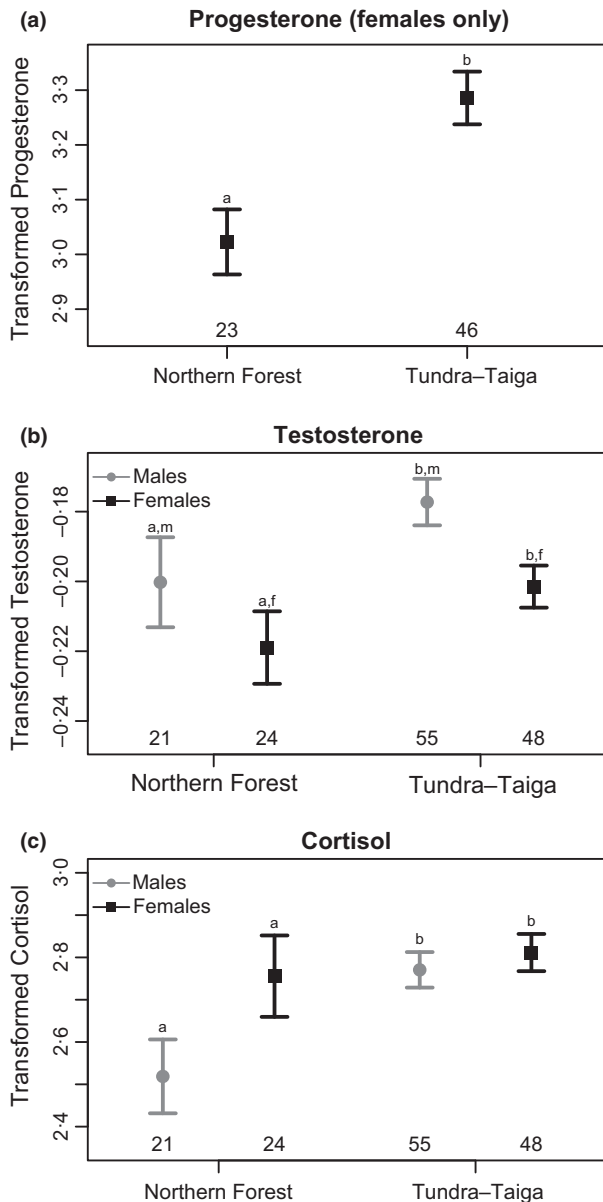 (a) Progesterone (females only)
Transformed Progesterone
3·3
3·2
3·1
3·0
2·9
a
b
23 46
Northern Forest Tundra–Taiga
(b) Testosterone
Transformed Testosterone
Males
Females
−0·18
−0·20
−0·22
−0·24
a,m
a,f
b,m
b,f
21 24 55 48
Northern Forest Tundra–Taiga
(c) Cortisol
Transformed Cortisol
Males
Females
3·0
2·8
2·6
2·4
a
a
b
b
21 24 55 48
Northern Forest Tundra–Taiga